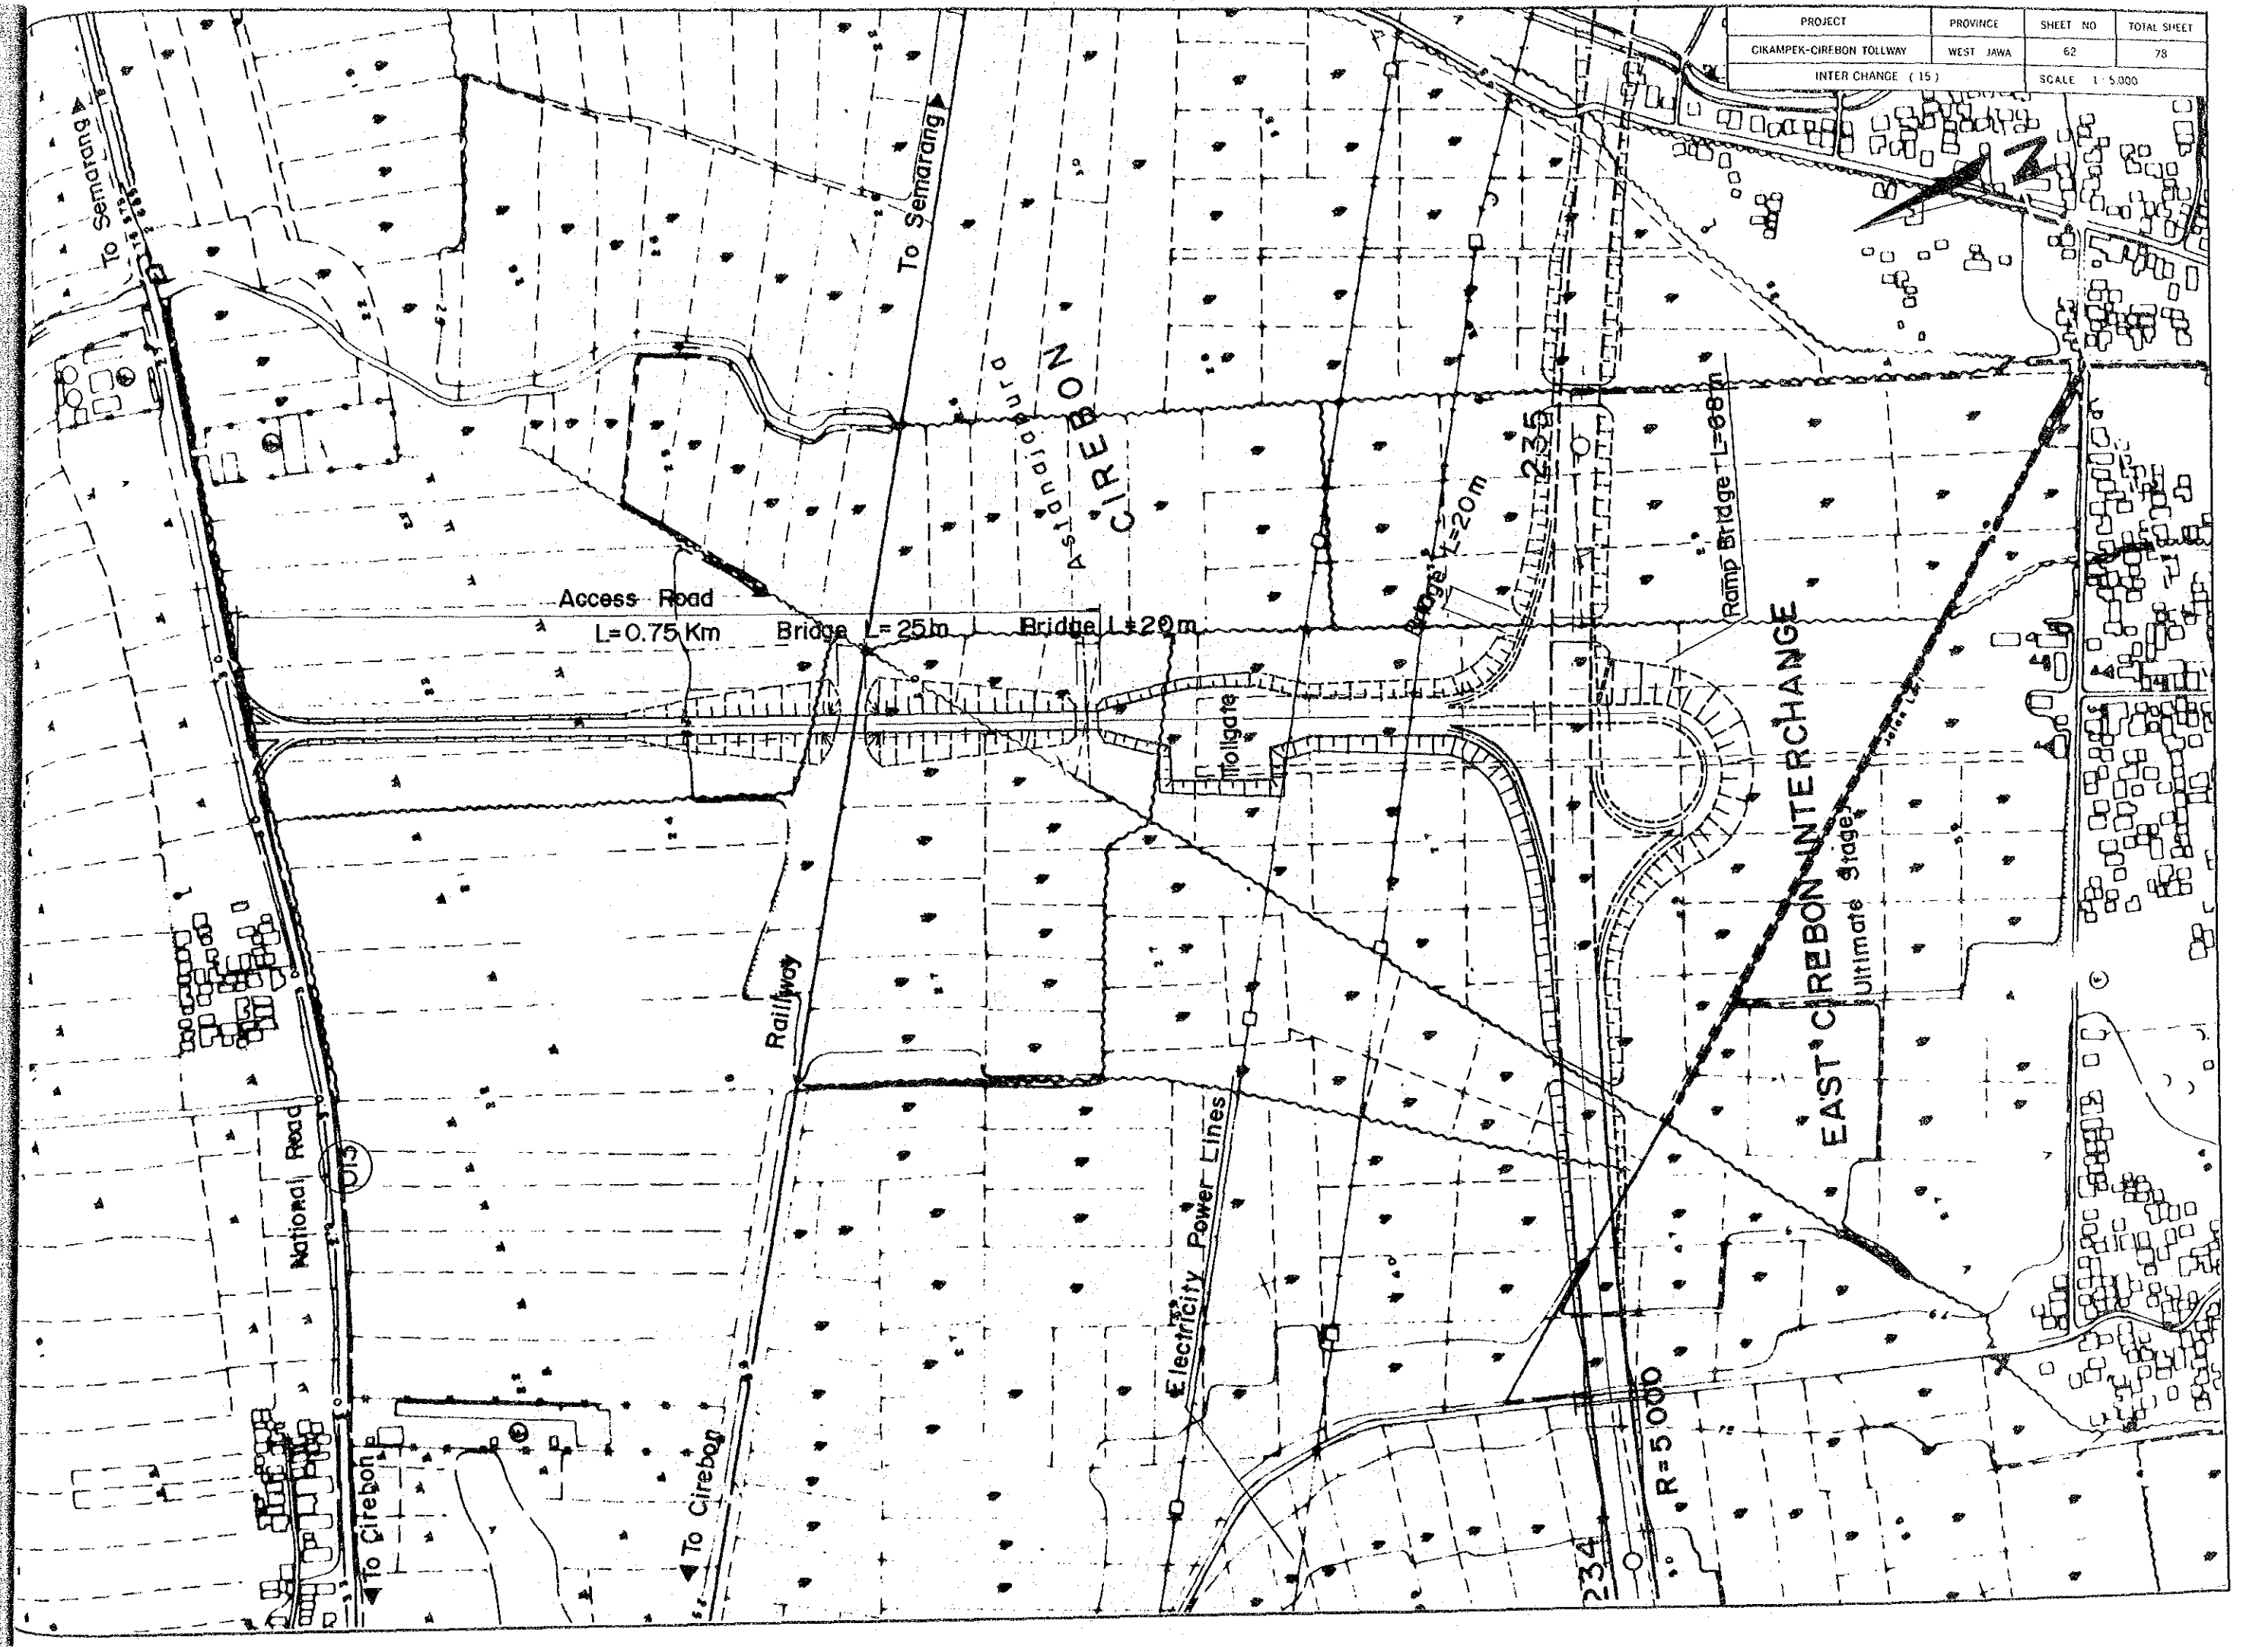 PROJECT PROVINCE SHEET NO TOTAL SHEET
CIKAMPEK-CIREBON TOLLWAY WEST JAWA 62 78
INTER CHANGE ( 15 ) SCALE 1 : 5.000
To Semarang
To Semarang
N
Astanajapura
CIREBON
235
Bridge L=20m
Ramp Bridge L=68m
Access Road
L=0.75 Km
Bridge L=25m
Bridge L=20m
Tollgate
EAST CIREBON INTERCHANGE
Ultimate Stage
Railway
National Road
013
Electricity Power Lines
To Cirebon
To Cirebon
R=5000
234